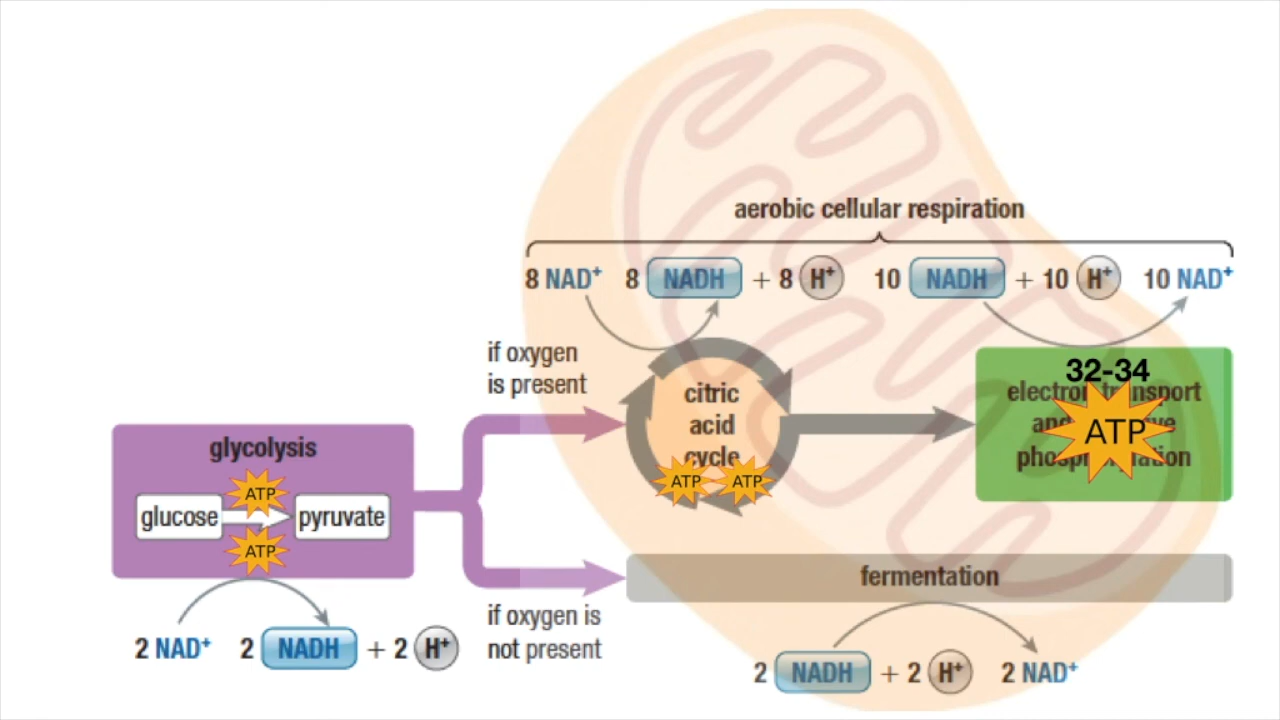 aerobic cellular respiration
8 NAD⁺ 8 NADH + 8 H⁺ 10 NADH + 10 H⁺ 10 NAD⁺
if oxygen
is present
citric
acid
cycle
ATP ATP
32-34
electron transport
ATP
glycolysis
ATP
glucose pyruvate
ATP
2 NAD⁺ 2 NADH + 2 H⁺
if oxygen is
not present
fermentation
2 NADH + 2 H⁺ 2 NAD⁺